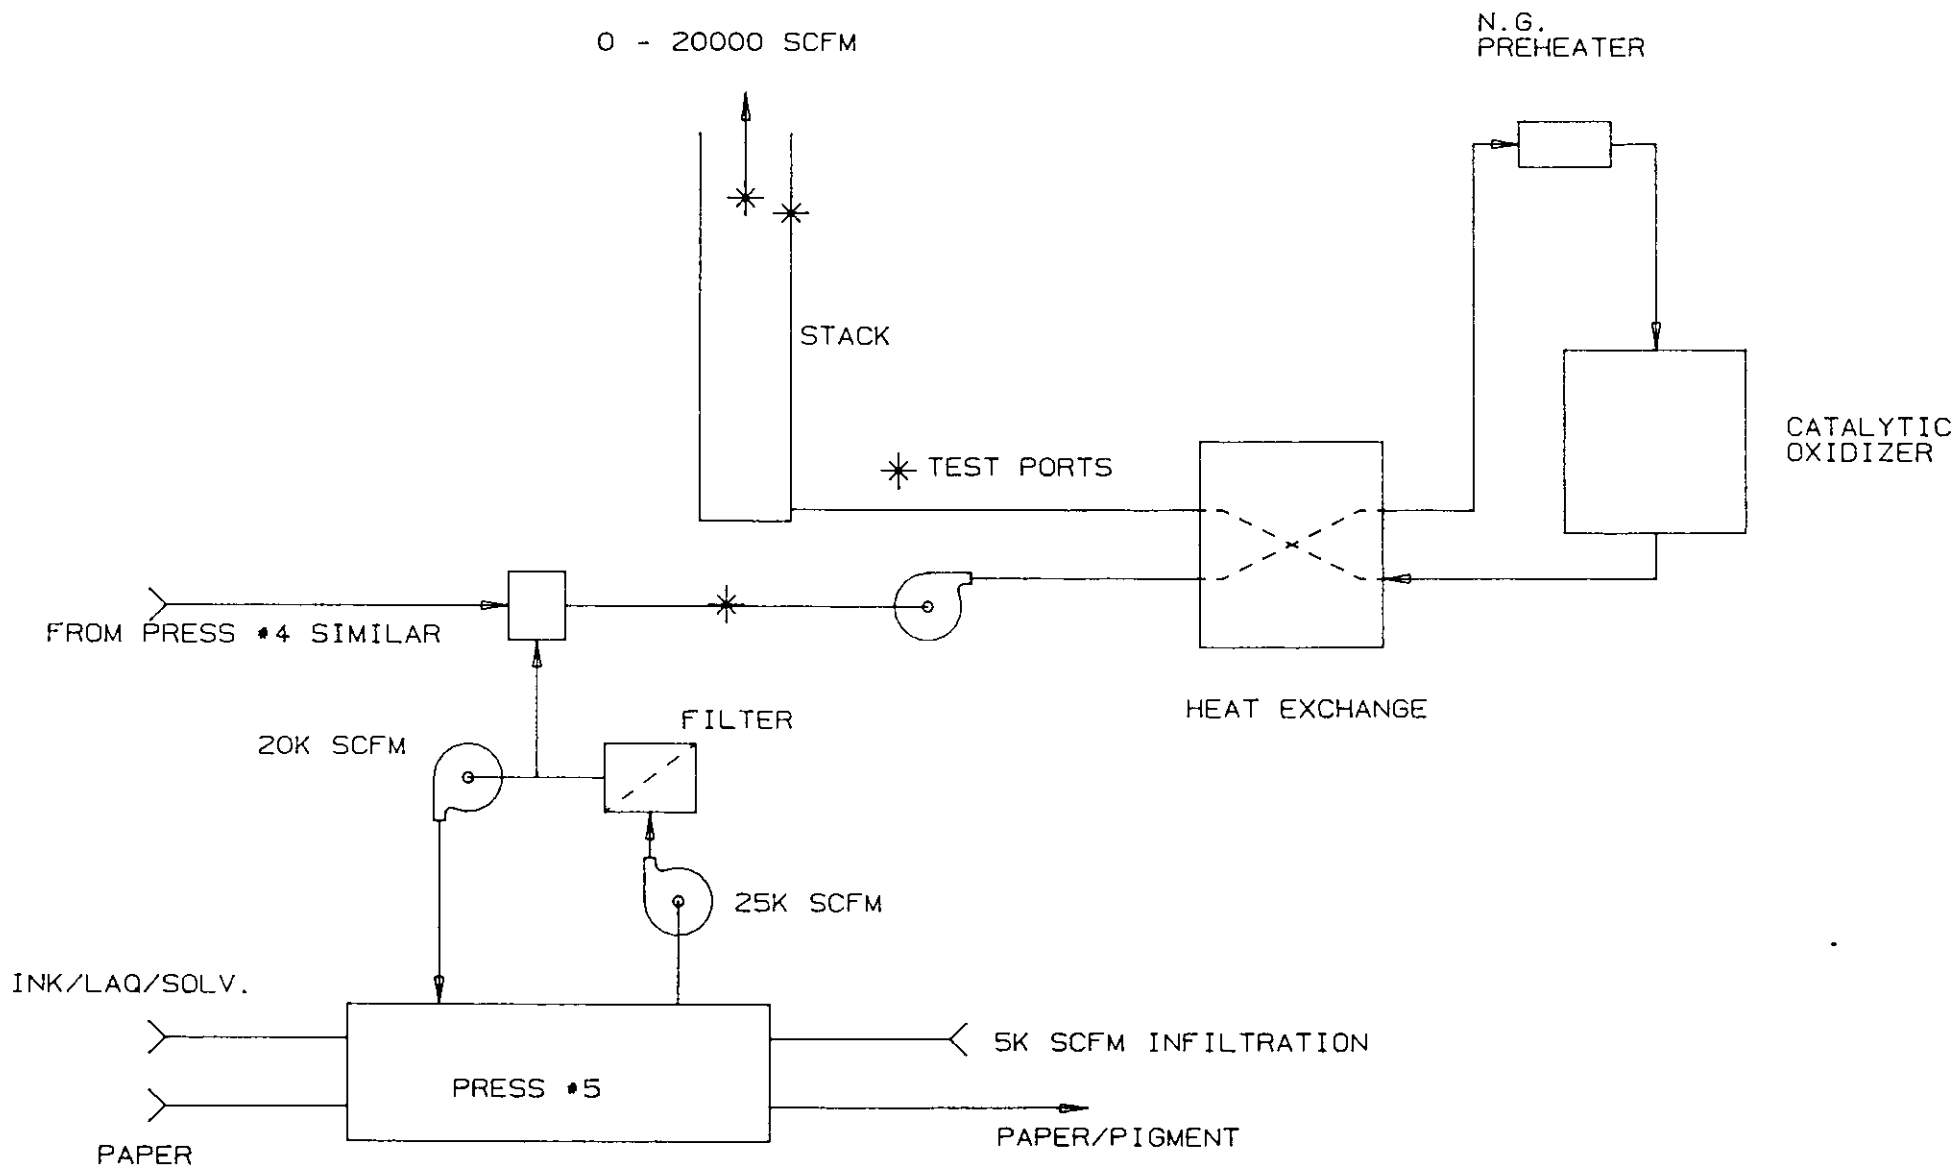 0 - 20000 SCFM
N.G.
PREHEATER
STACK
CATALYTIC
OXIDIZER
TEST PORTS
FROM PRESS #4 SIMILAR
HEAT EXCHANGE
FILTER
20K SCFM
25K SCFM
INK/LAQ/SOLV.
5K SCFM INFILTRATION
PRESS #5
PAPER/PIGMENT
PAPER